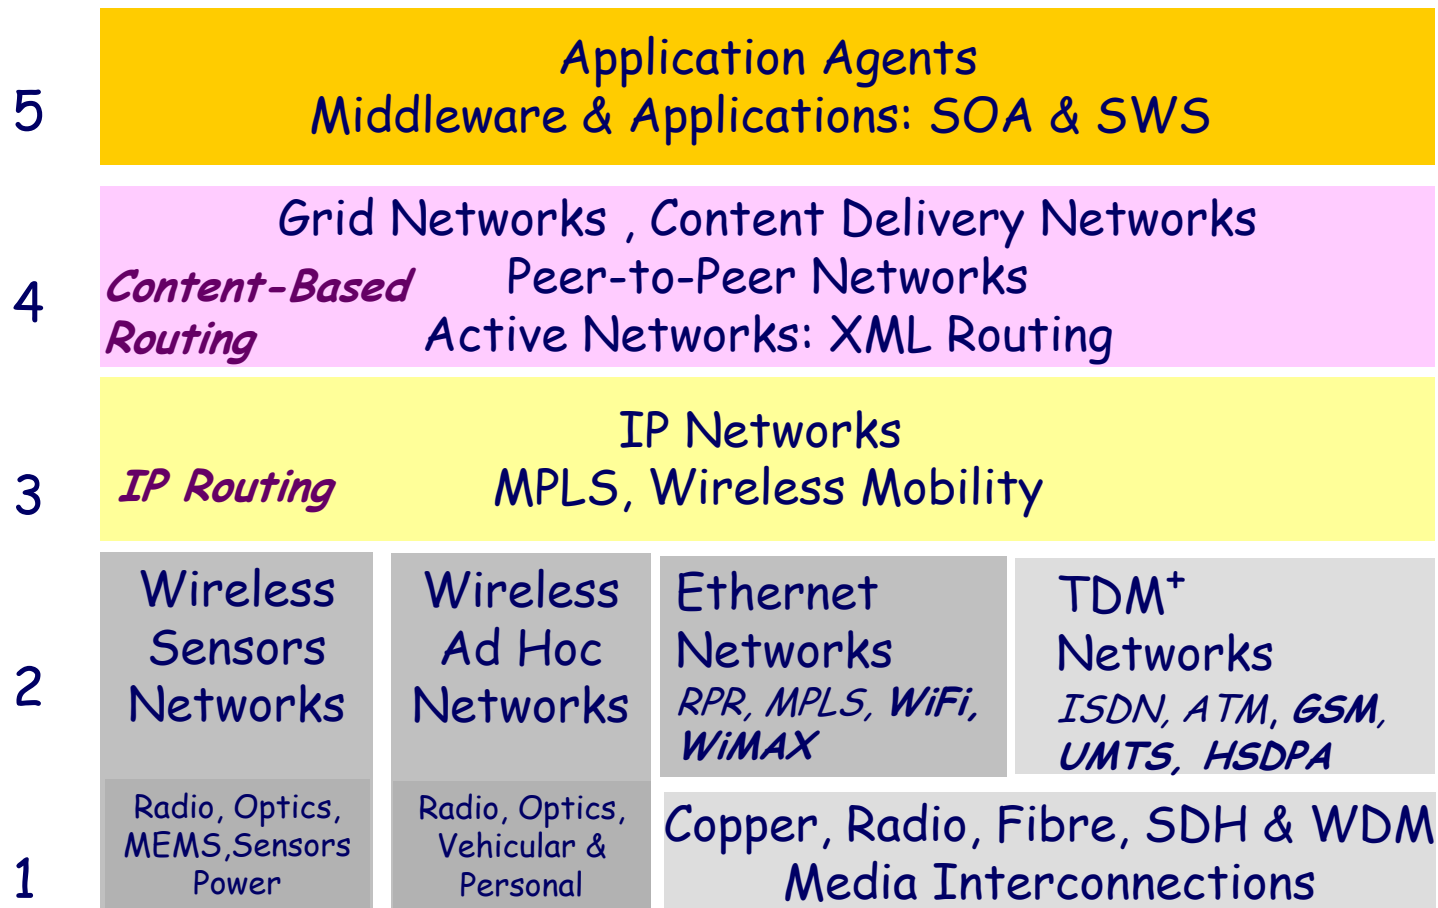 5
Application Agents
Middleware & Applications: SOA & SWS
4
Grid Networks , Content Delivery Networks
Content-Based
Routing
Peer-to-Peer Networks
Active Networks: XML Routing
3
IP Networks
IP Routing
MPLS, Wireless Mobility
2
Wireless
Sensors
Networks
Wireless
Ad Hoc
Networks
Ethernet
Networks
RPR, MPLS, WiFi,
WiMAX
TDM+
Networks
ISDN, ATM, GSM,
UMTS, HSDPA
1
Radio, Optics,
MEMS,Sensors
Power
Radio, Optics,
Vehicular &
Personal
Copper, Radio, Fibre, SDH & WDM
Media Interconnections